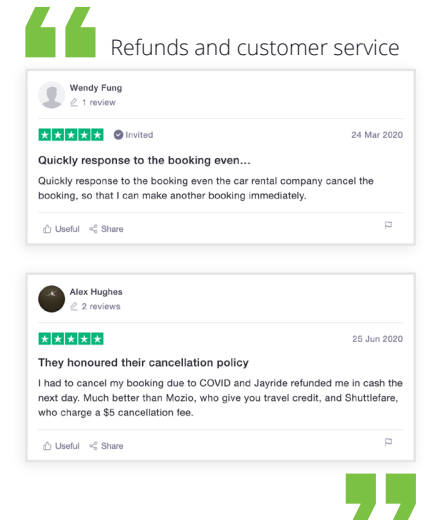 Refunds and customer service
Wendy Fung
1 review
Invited
24 Mar 2020
Quickly response to the booking even...
Quickly response to the booking even the car rental company cancel the
booking, so that I can make another booking immediately.
Useful Share
Alex Hughes
2 reviews
25 Jun 2020
They honoured their cancellation policy
I had to cancel my booking due to COVID and Jayride refunded me in cash the
next day. Much better than Mozio, who give you travel credit, and Shuttlefare,
who charge a $5 cancellation fee.
Useful Share